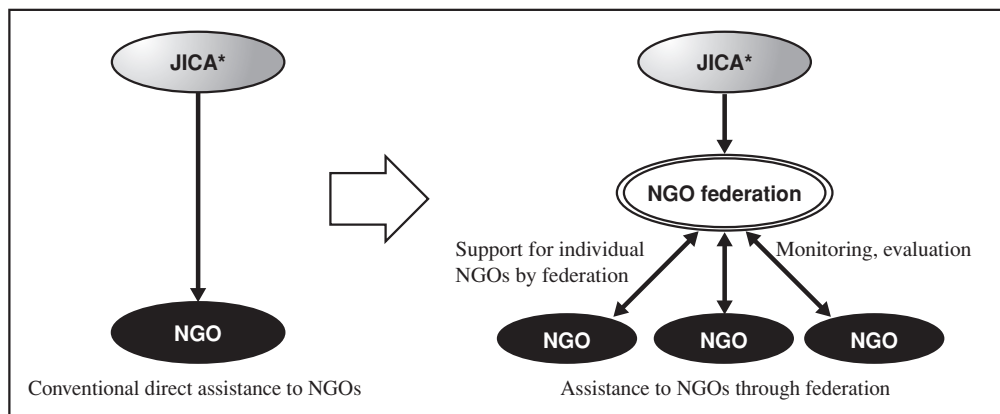 JICA*
NGO
Conventional direct assistance to NGOs
JICA*
NGO federation
Support for individual
NGOs by federation
Monitoring, evaluation
NGO
NGO
NGO
Assistance to NGOs through federation